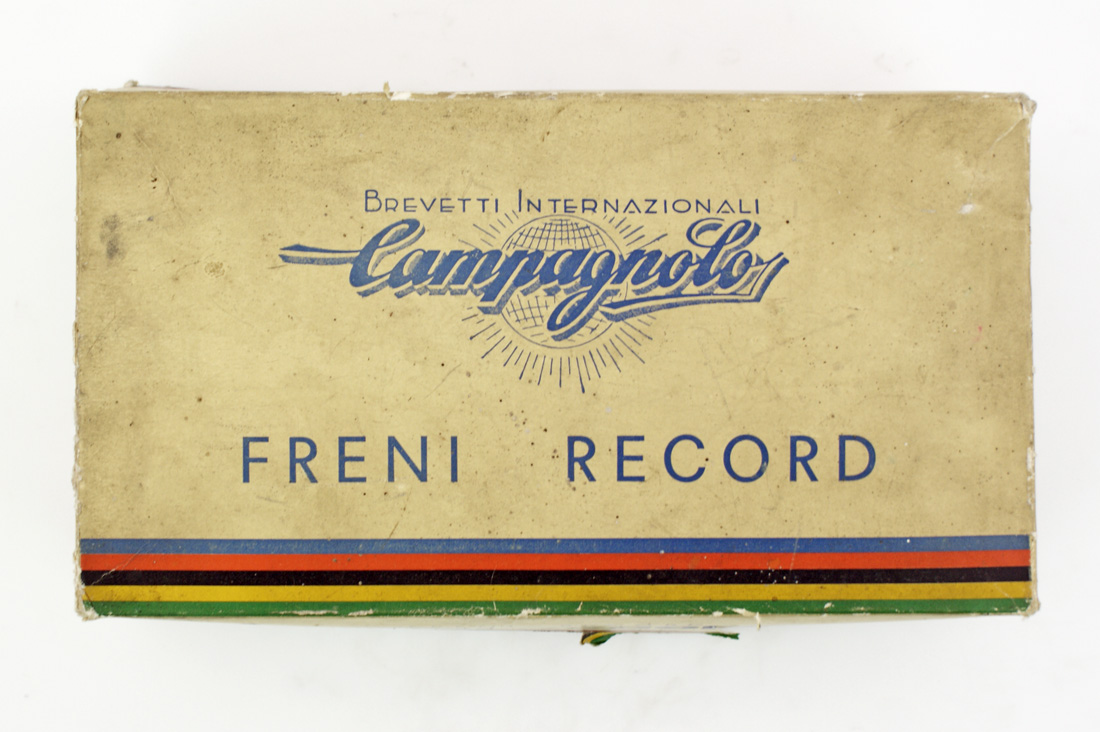 BREVETTI INTERNAZIONALI
Campagnolo
FRENI RECORD